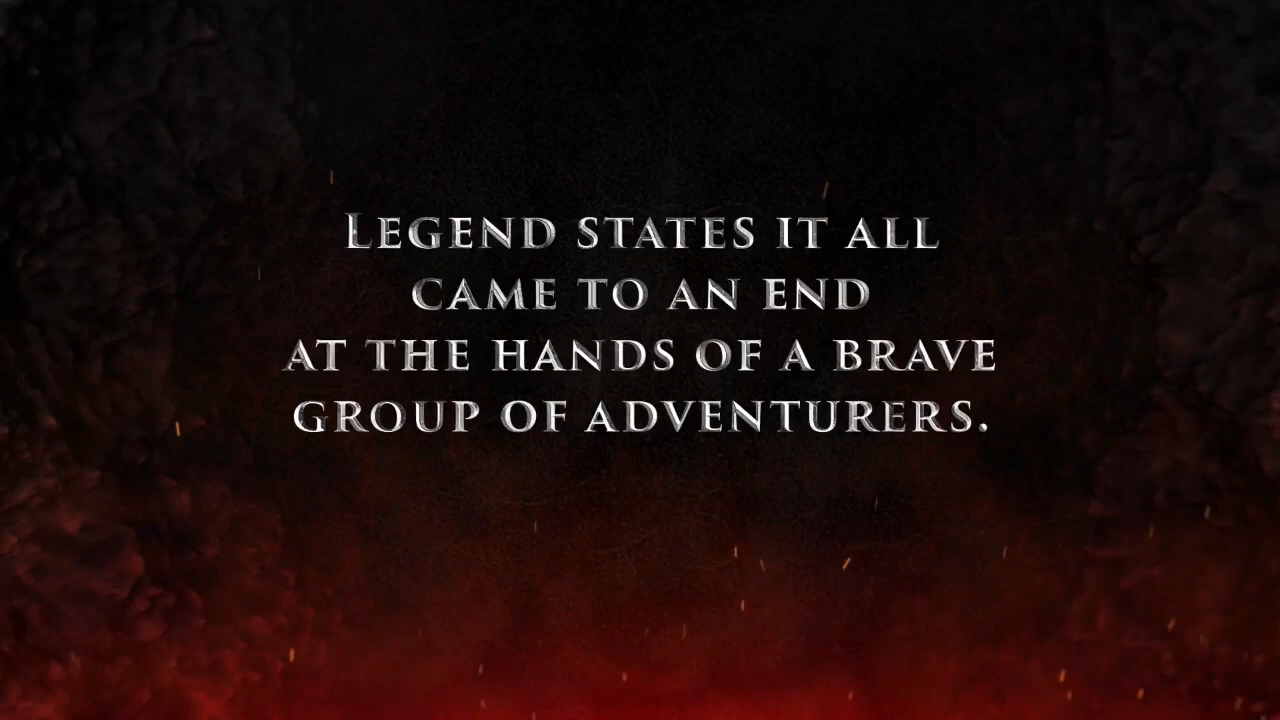 Legend states it all
came to an end
at the hands of a brave
group of adventurers.